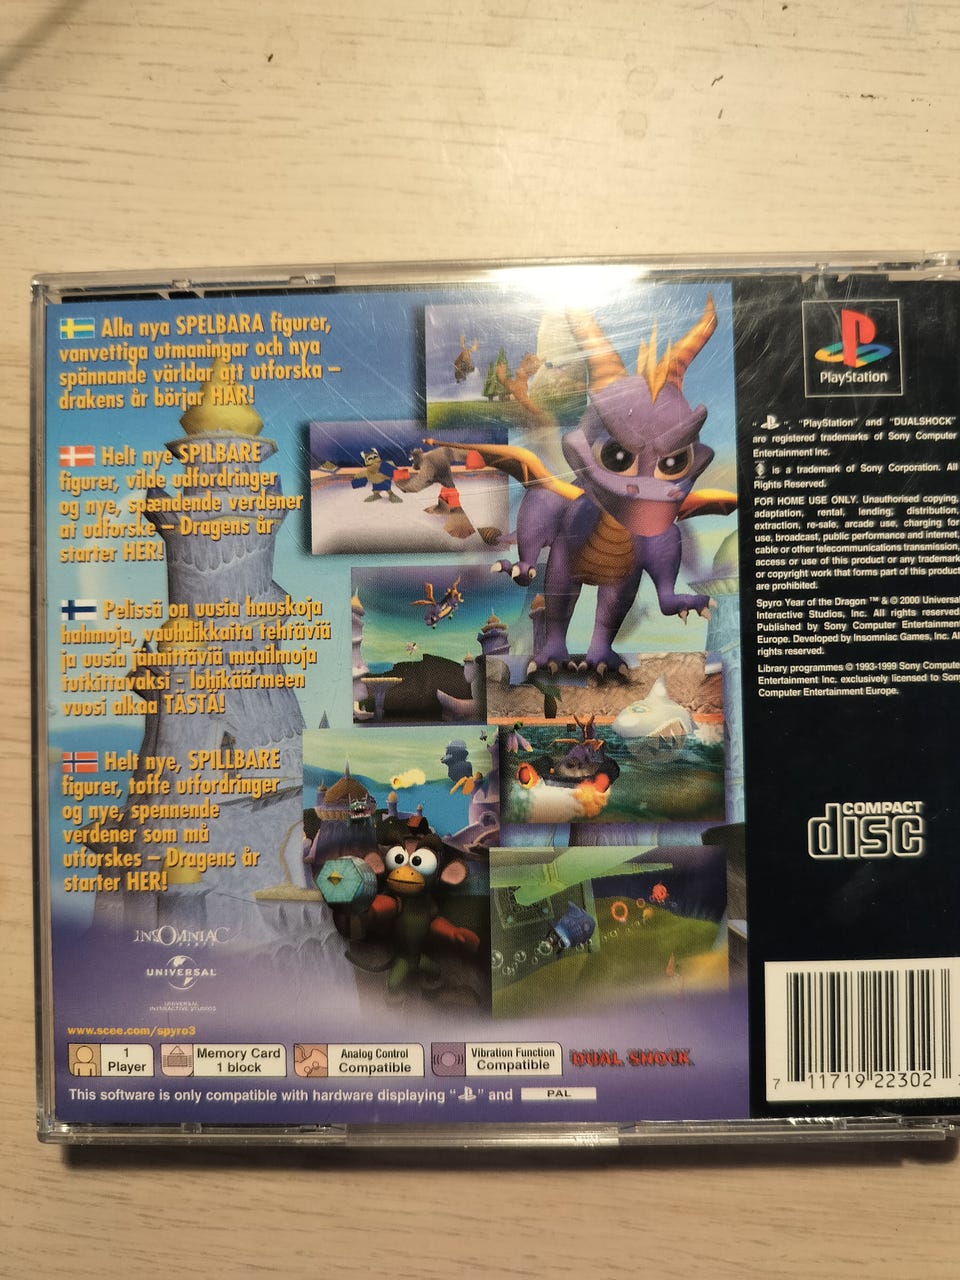 Alla nya SPELBARA figurer,
vanvettiga utmaningar och nya
spännande världar att utforska –
drakens år börjar HÄR!
Helt nye SPILBARE
figurer, vilde udfordringer
og nye, spændende verdener
at udforske – Dragens år
starter HER!
Pelissä on uusia hauskoja
hahmoja, vauhdikkaita tehtäviä
ja uusia jännittäviä maailmoja
tutkittavaksi - lohikäärmeen
vuosi alkaa TÄSTÄ!
Helt nye, SPILLBARE
figurer, tøffe utfordringer
og nye, spennende
verdener som må
utforskes – Dragens år
starter HER!
INSOMNIAC
GAMES
UNIVERSAL
UNIVERSAL
INTERACTIVE STUDIOS
www.scee.com/spyro3
1
Player
Memory Card
1 block
Analog Control
Compatible
Vibration Function
Compatible
DUAL SHOCK
This software is only compatible with hardware displaying " " and PAL
PlayStation
" ", "PlayStation" and "DUALSHOCK"
are registered trademarks of Sony Computer
Entertainment Inc.
is a trademark of Sony Corporation. All
Rights Reserved.
FOR HOME USE ONLY. Unauthorised copying,
adaptation, rental, lending, distribution,
extraction, re-sale, arcade use, charging for
use, broadcast, public performance and internet,
cable or other telecommunications transmission,
access or use of this product or any trademark
or copyright work that forms part of this product
are prohibited.
Spyro Year of the Dragon ™ & © 2000 Universal
Interactive Studios, Inc. All rights reserved.
Published by Sony Computer Entertainment
Europe. Developed by Insomniac Games, Inc. All
rights reserved.
Library programmes © 1993-1999 Sony Computer
Entertainment Inc. exclusively licensed to Sony
Computer Entertainment Europe.
COMPACT
disc
7 11719 22302